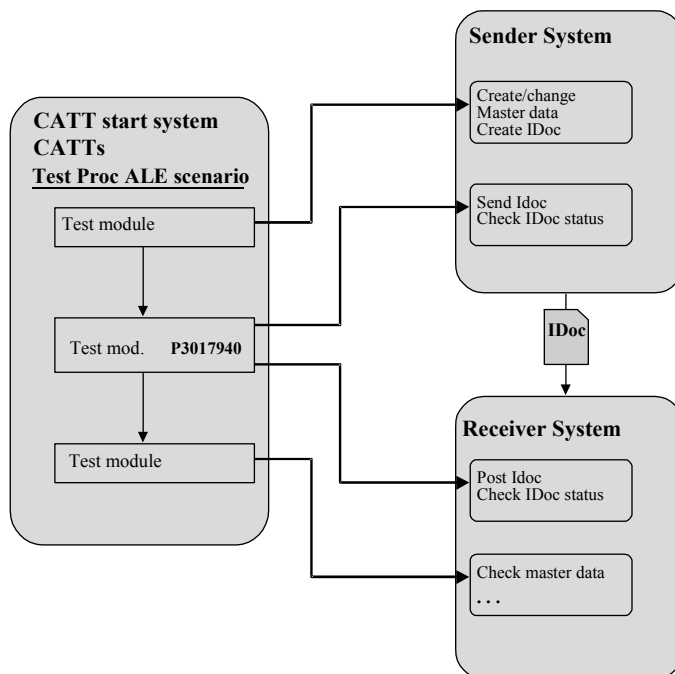 CATT start system
CATTs
Test Proc ALE scenario
Test module
Test mod. P3017940
Test module
Sender System
Create/change
Master data
Create IDoc
Send Idoc
Check IDoc status
IDoc
Receiver System
Post Idoc
Check IDoc status
Check master data
. . .